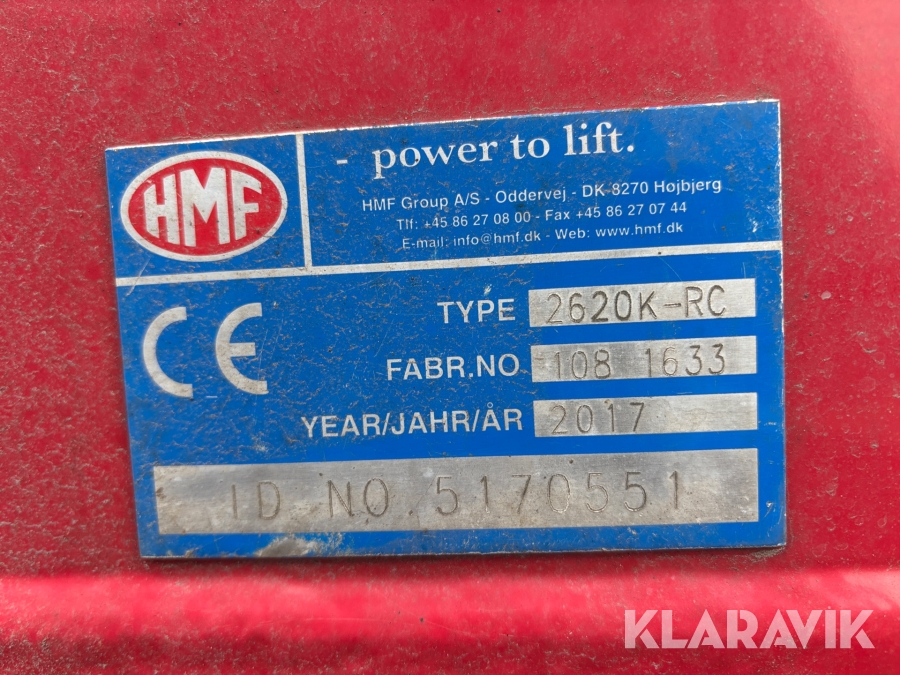 HMF
- power to lift.
HMF Group A/S - Oddervej - DK-8270 Højbjerg
Tlf: +45 86 27 08 00 - Fax +45 86 27 07 44
E-mail: info@hmf.dk - Web: www.hmf.dk
CE
TYPE 2620K-RC
FABR.NO 108 1633
YEAR/JAHR/ÅR 2017
ID NO 5170551
KLARAVIK